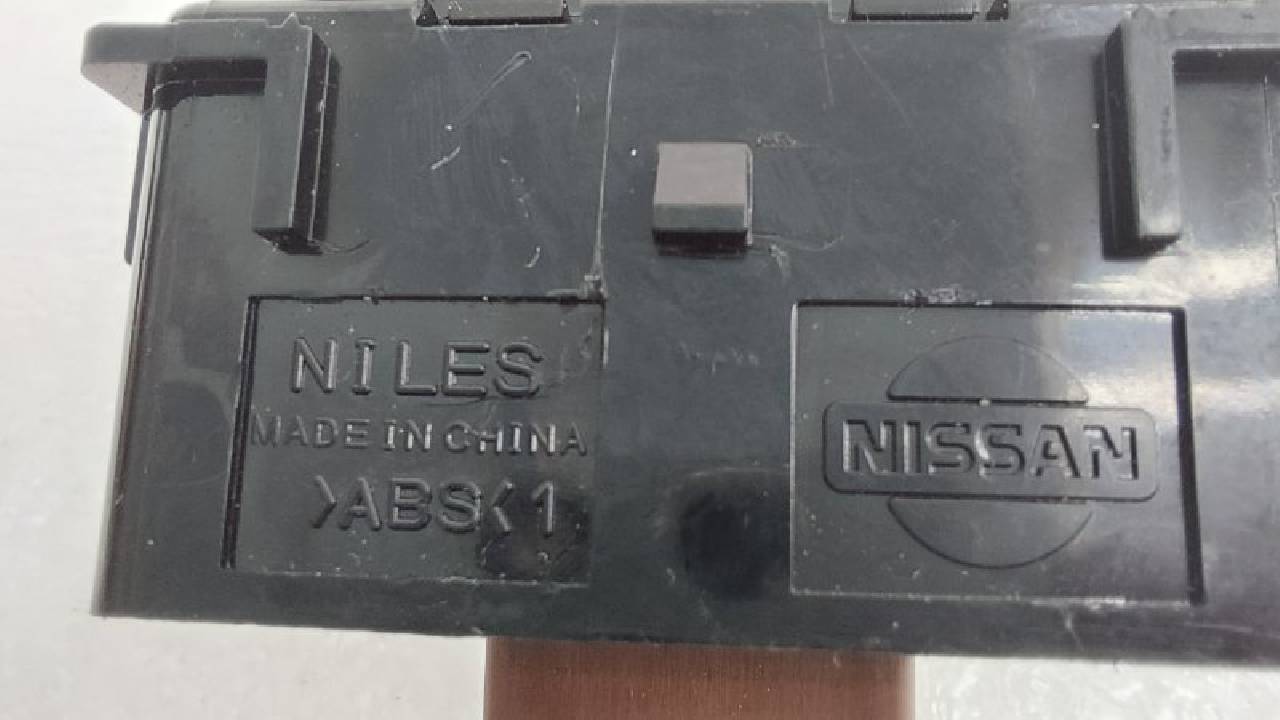 NILES
MADE IN CHINA
>ABS< 1
NISSAN